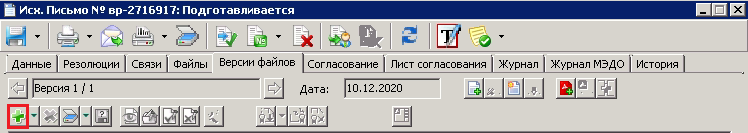 Исх. Письмо № вр-2716917: Подготавливается
Данные Резолюции Связи Файлы Версии файлов Согласование Лист согласования Журнал Журнал МЭДО История
Версия 1 / 1 Дата: 10.12.2020